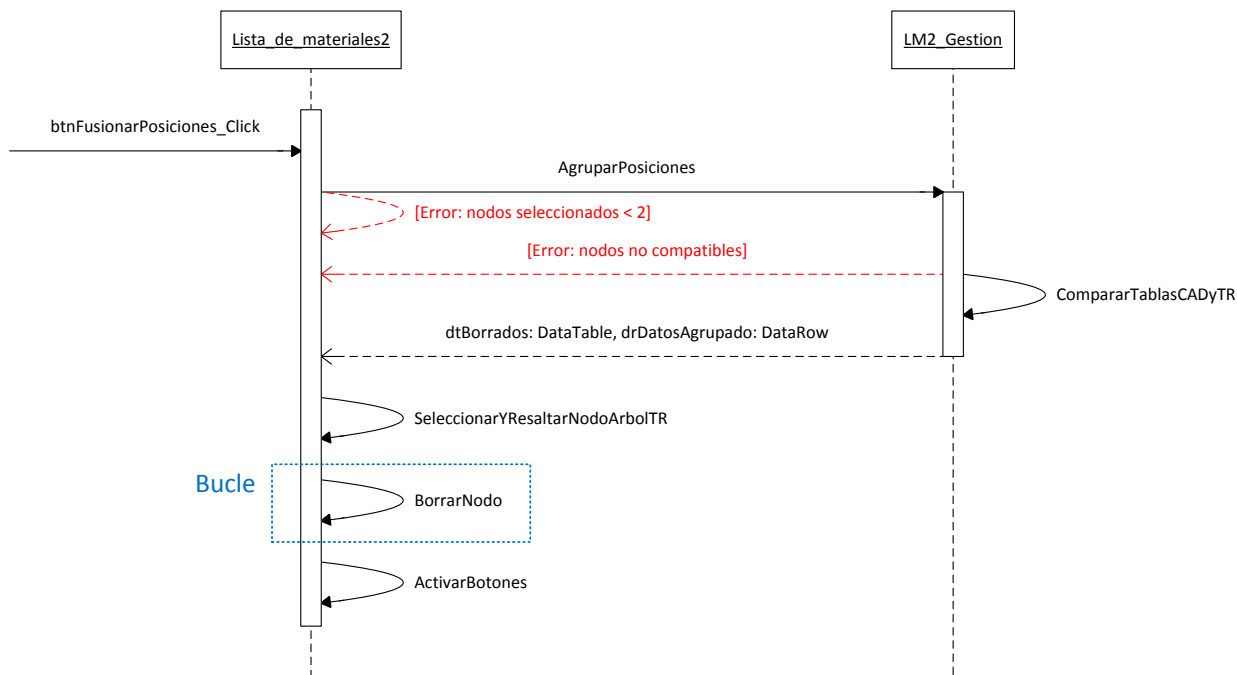 Lista_de_materiales2
LM2_Gestion
btnFusionarPosiciones_Click
AgruparPosiciones
[Error: nodos seleccionados < 2]
[Error: nodos no compatibles]
CompararTablasCADyTR
dtBorrados: DataTable, drDatosAgrupado: DataRow
SeleccionarYResaltarNodoArbolTR
Bucle
BorrarNodo
ActivarBotones